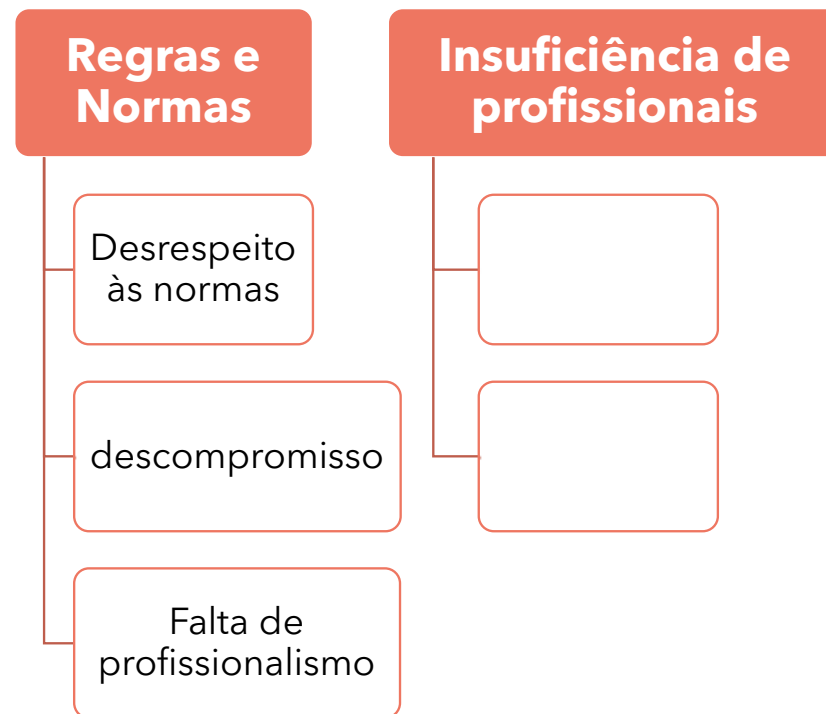 Regras e
Normas
Desrespeito
às normas
descompromisso
Falta de
profissionalismo
Insuficiência de
profissionais